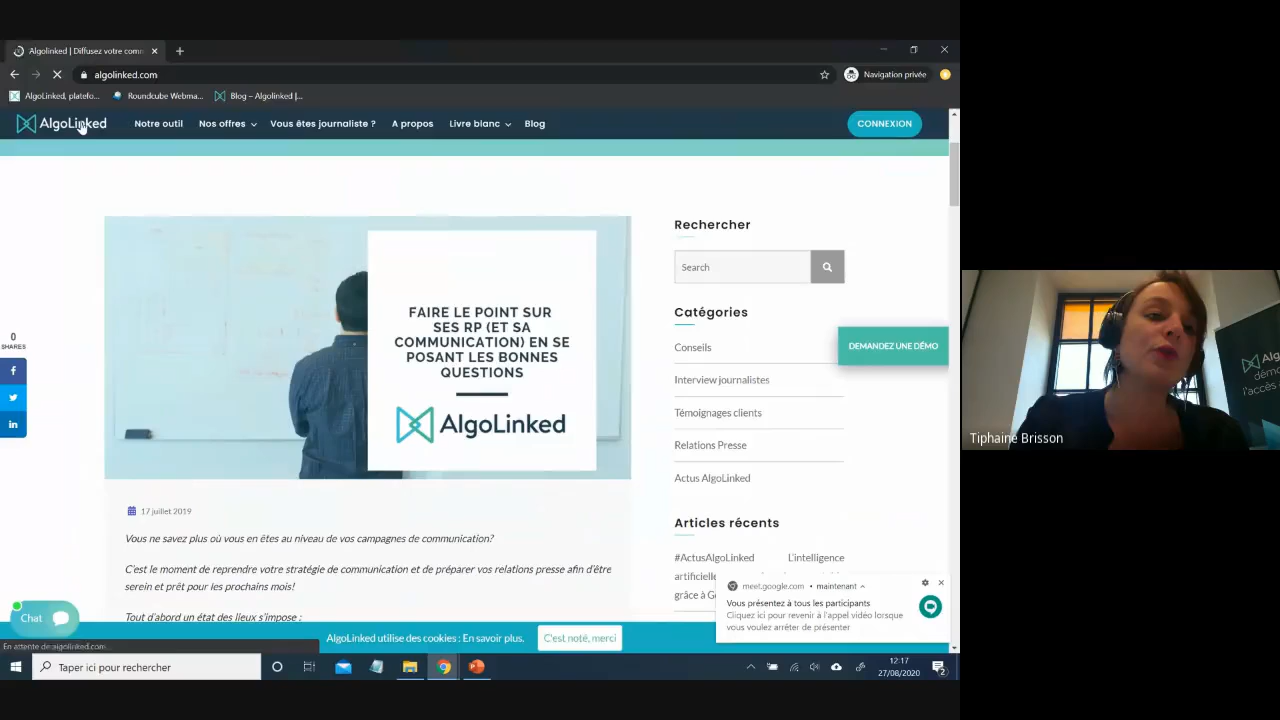 Algolinked | Diffusez votre comm
algolinked.com
Navigation privée
AlgoLinked, platefo...
Roundcube Webma...
Blog – Algolinked |...
AlgoLinked
Notre outil
Nos offres
Vous êtes journaliste ?
A propos
Livre blanc
Blog
CONNEXION
0
SHARES
FAIRE LE POINT SUR
SES RP (ET SA
COMMUNICATION) EN SE
POSANT LES BONNES
QUESTIONS
AlgoLinked
17 juillet 2019
Vous ne savez plus où vous en êtes au niveau de vos campagnes de communication?
C'est le moment de reprendre votre stratégie de communication et de préparer vos relations presse afin d'être
serein et prêt pour les prochains mois!
Tout d'abord un état des lieux s'impose :
Rechercher
Search
Catégories
Conseils
Interview journalistes
Témoignages clients
Relations Presse
Actus AlgoLinked
DEMANDEZ UNE DÉMO
Articles récents
#ActusAlgoLinked L'intelligence
artificielle
grâce à G
meet.google.com • maintenant
Vous présentez à tous les participants
Cliquez ici pour revenir à l'appel vidéo lorsque
vous voulez arrêter de présenter
Chat
AlgoLinked utilise des cookies : En savoir plus.
C'est noté, merci
En attente de algolinked.com...
Taper ici pour rechercher
12:17
27/08/2020
2
Tiphaine Brisson
démo
l'accès